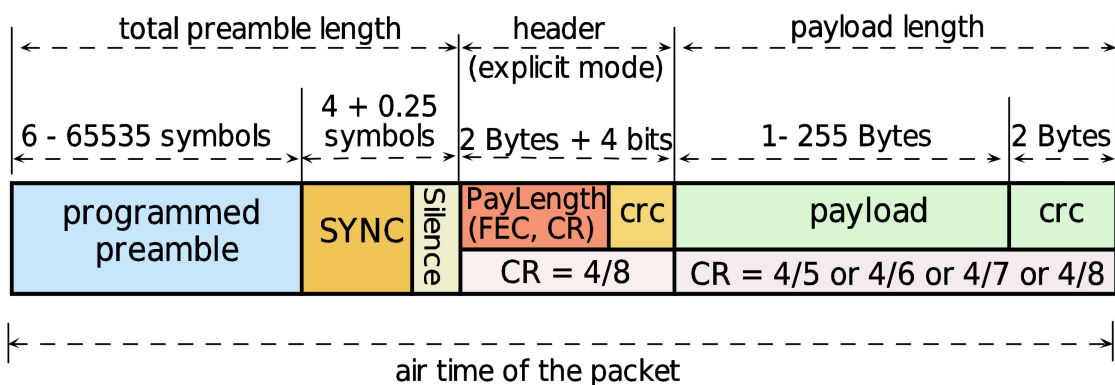 total preamble length
header
payload length
(explicit mode)
4 + 0.25
symbols
6 - 65535 symbols
2 Bytes + 4 bits
1- 255 Bytes
2 Bytes
programmed
preamble
SYNC
Silence
PayLength
(FEC, CR)
crc
payload
crc
CR = 4/8
CR = 4/5 or 4/6 or 4/7 or 4/8
air time of the packet